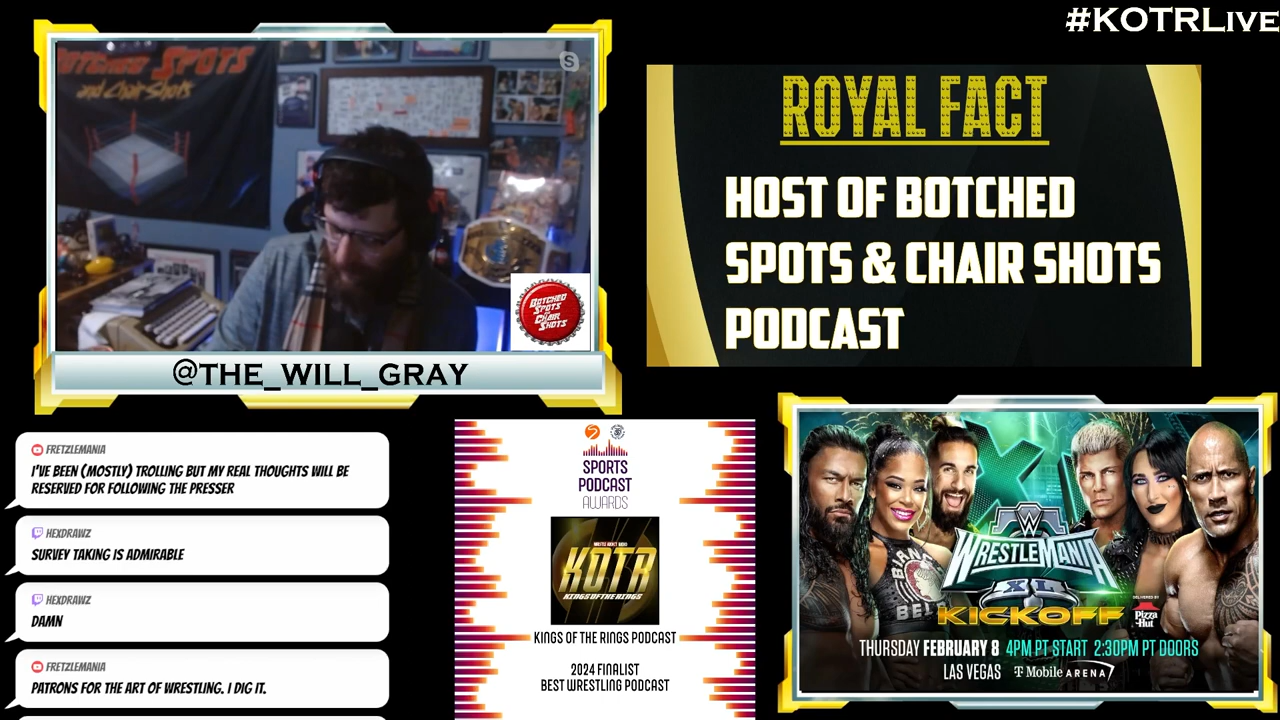 #KOTRLIVE
BOTCHED SPOTS
and Chair Shots
S
BOTCHED
SPOTS
CHAIR
SHOTS
@THE_WILL_GRAY
ROYAL FACT
HOST OF BOTCHED
SPOTS & CHAIR SHOTS
PODCAST
FRETZLEMANIA
I'VE BEEN (MOSTLY) TROLLING BUT MY REAL THOUGHTS WILL BE
RESERVED FOR FOLLOWING THE PRESSER
HEXDRAWZ
SURVEY TAKING IS ADMIRABLE
HEXDRAWZ
DAMN
FRETZLEMANIA
PATRONS FOR THE ART OF WRESTLING. I DIG IT.
SPORTS
PODCAST
AWARDS
KOTR
KINGS OF THE RINGS
KINGS OF THE RINGS PODCAST
2024 FINALIST
BEST WRESTLING PODCAST
W
WRESTLEMANIA
XL
KICKOFF
DELIVERED BY
Pizza
Hut
THURSDAY FEBRUARY 8 4PM PT START 2:30PM PT DOORS
LAS VEGAS T Mobile ARENA